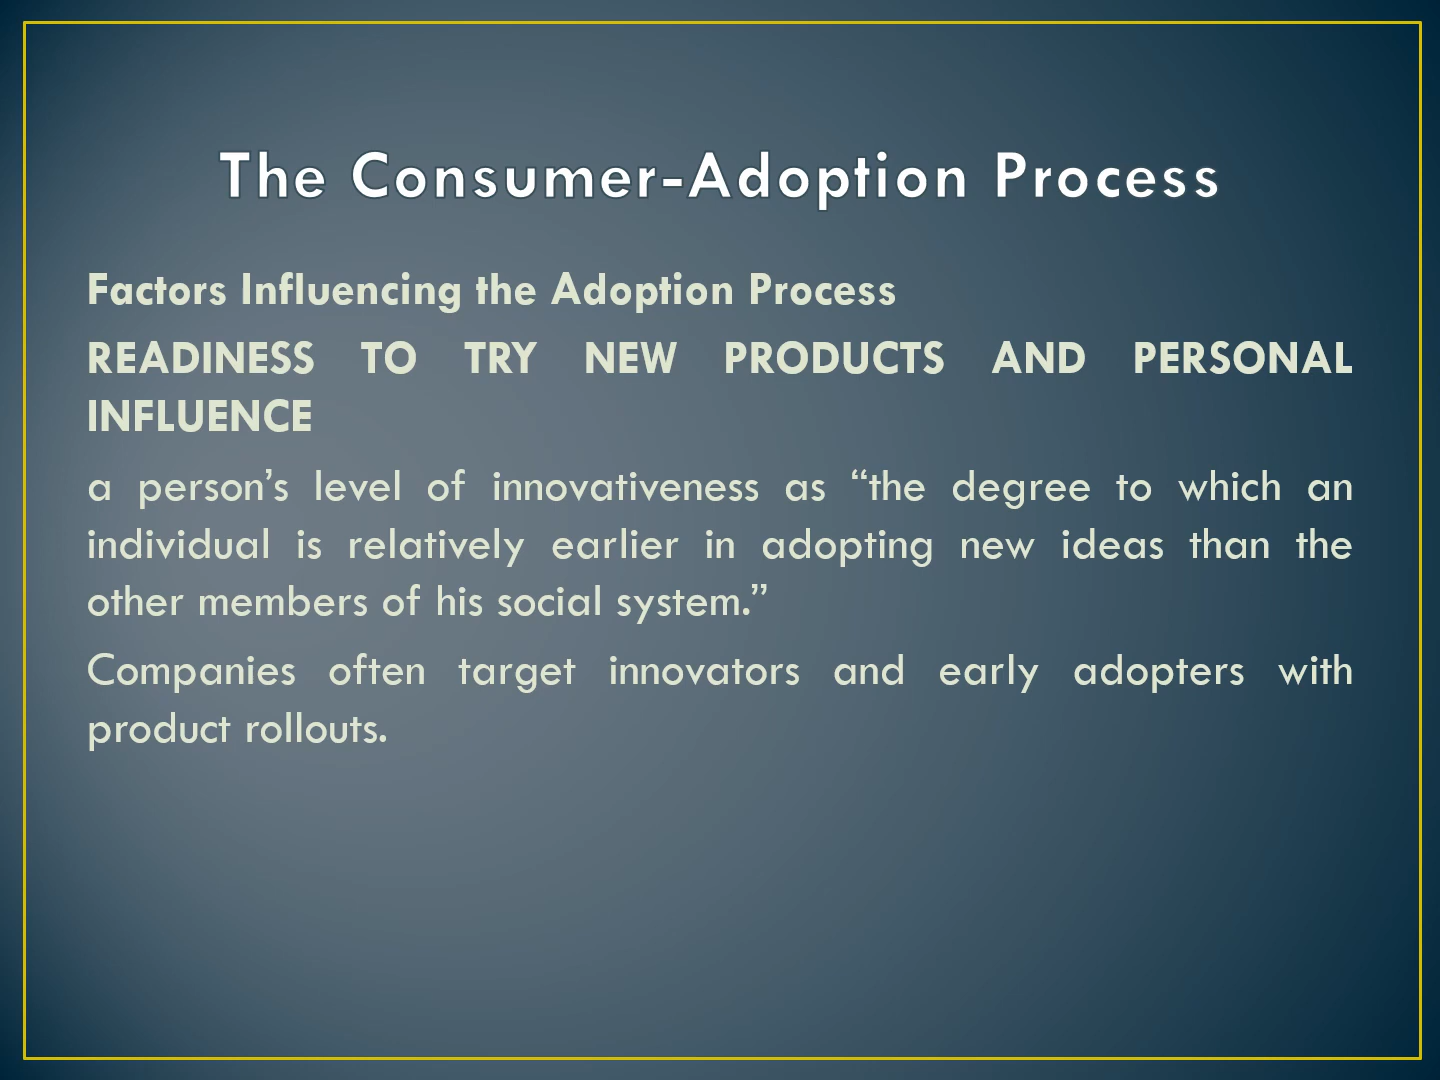 The Consumer-Adoption Process
Factors Influencing the Adoption Process
READINESS TO TRY NEW PRODUCTS AND PERSONAL
INFLUENCE
a person’s level of innovativeness as “the degree to which an
individual is relatively earlier in adopting new ideas than the
other members of his social system.”
Companies often target innovators and early adopters with
product rollouts.